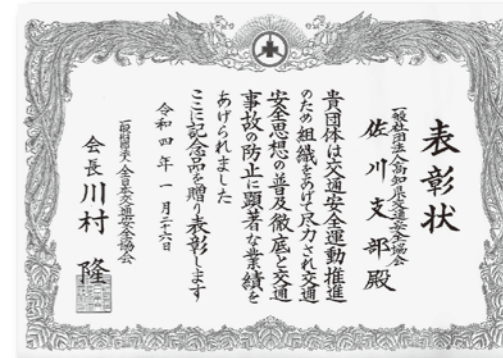 表彰状
一般社団法人高知県交通安全協会
佐川支部殿
貴団体は交通安全運動推進
のため組織をあげて尽力され交通
安全思想の普及徹底と交通
事故の防止に顕著な業績を
あげられました
ここに記念品を贈り表彰します
令和四年一月二十六日
一般財団法人全日本交通安全協会
会長川村隆